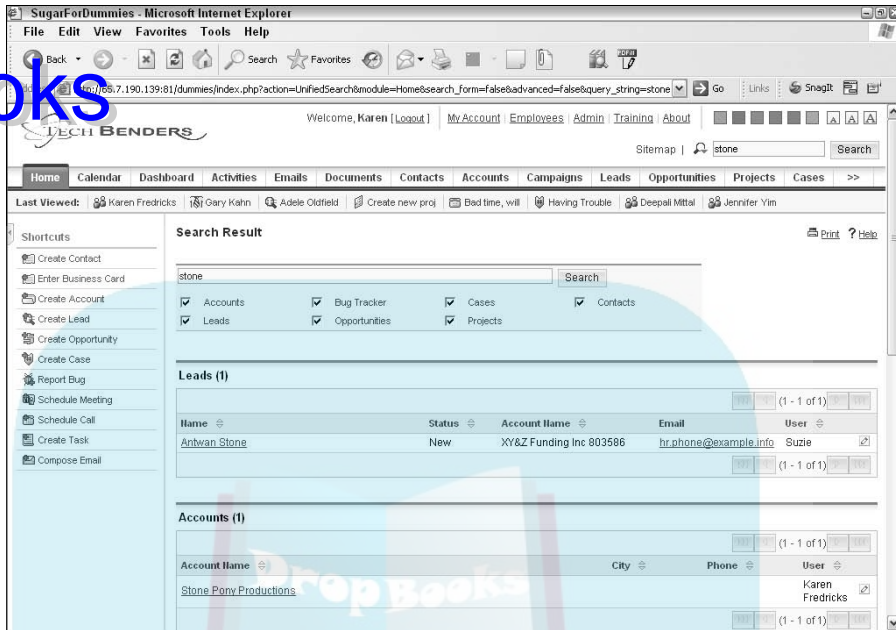 SugarForDummies - Microsoft Internet Explorer
File Edit View Favorites Tools Help
Back Search Favorites
oks
http://65.7.190.139:81/dummies/index.php?action=UnifiedSearch&module=Home&search_form=false&advanced=false&query_string=stone Go Links SnagIt
TECH BENDERS
Welcome, Karen [Logout] My Account Employees Admin Training About A A A
Sitemap | stone Search
Home Calendar Dashboard Activities Emails Documents Contacts Accounts Campaigns Leads Opportunities Projects Cases >>
Last Viewed: Karen Fredricks Gary Kahn Adele Oldfield Create new proj Bad time, will Having Trouble Deepali Mittal Jennifer Yim
Shortcuts
Create Contact
Enter Business Card
Create Account
Create Lead
Create Opportunity
Create Case
Report Bug
Schedule Meeting
Schedule Call
Create Task
Compose Email
Search Result Print ? Help
stone Search
Accounts Bug Tracker Cases Contacts
Leads Opportunities Projects
Leads (1)
(1 - 1 of 1)
Name Status Account Name Email User
Antwan Stone New XY&Z Funding Inc 803586 hr.phone@example.info Suzie
(1 - 1 of 1)
Accounts (1)
(1 - 1 of 1)
Account Name City Phone User
Stone Pony Productions Karen Fredricks
(1 - 1 of 1)
DropBooks